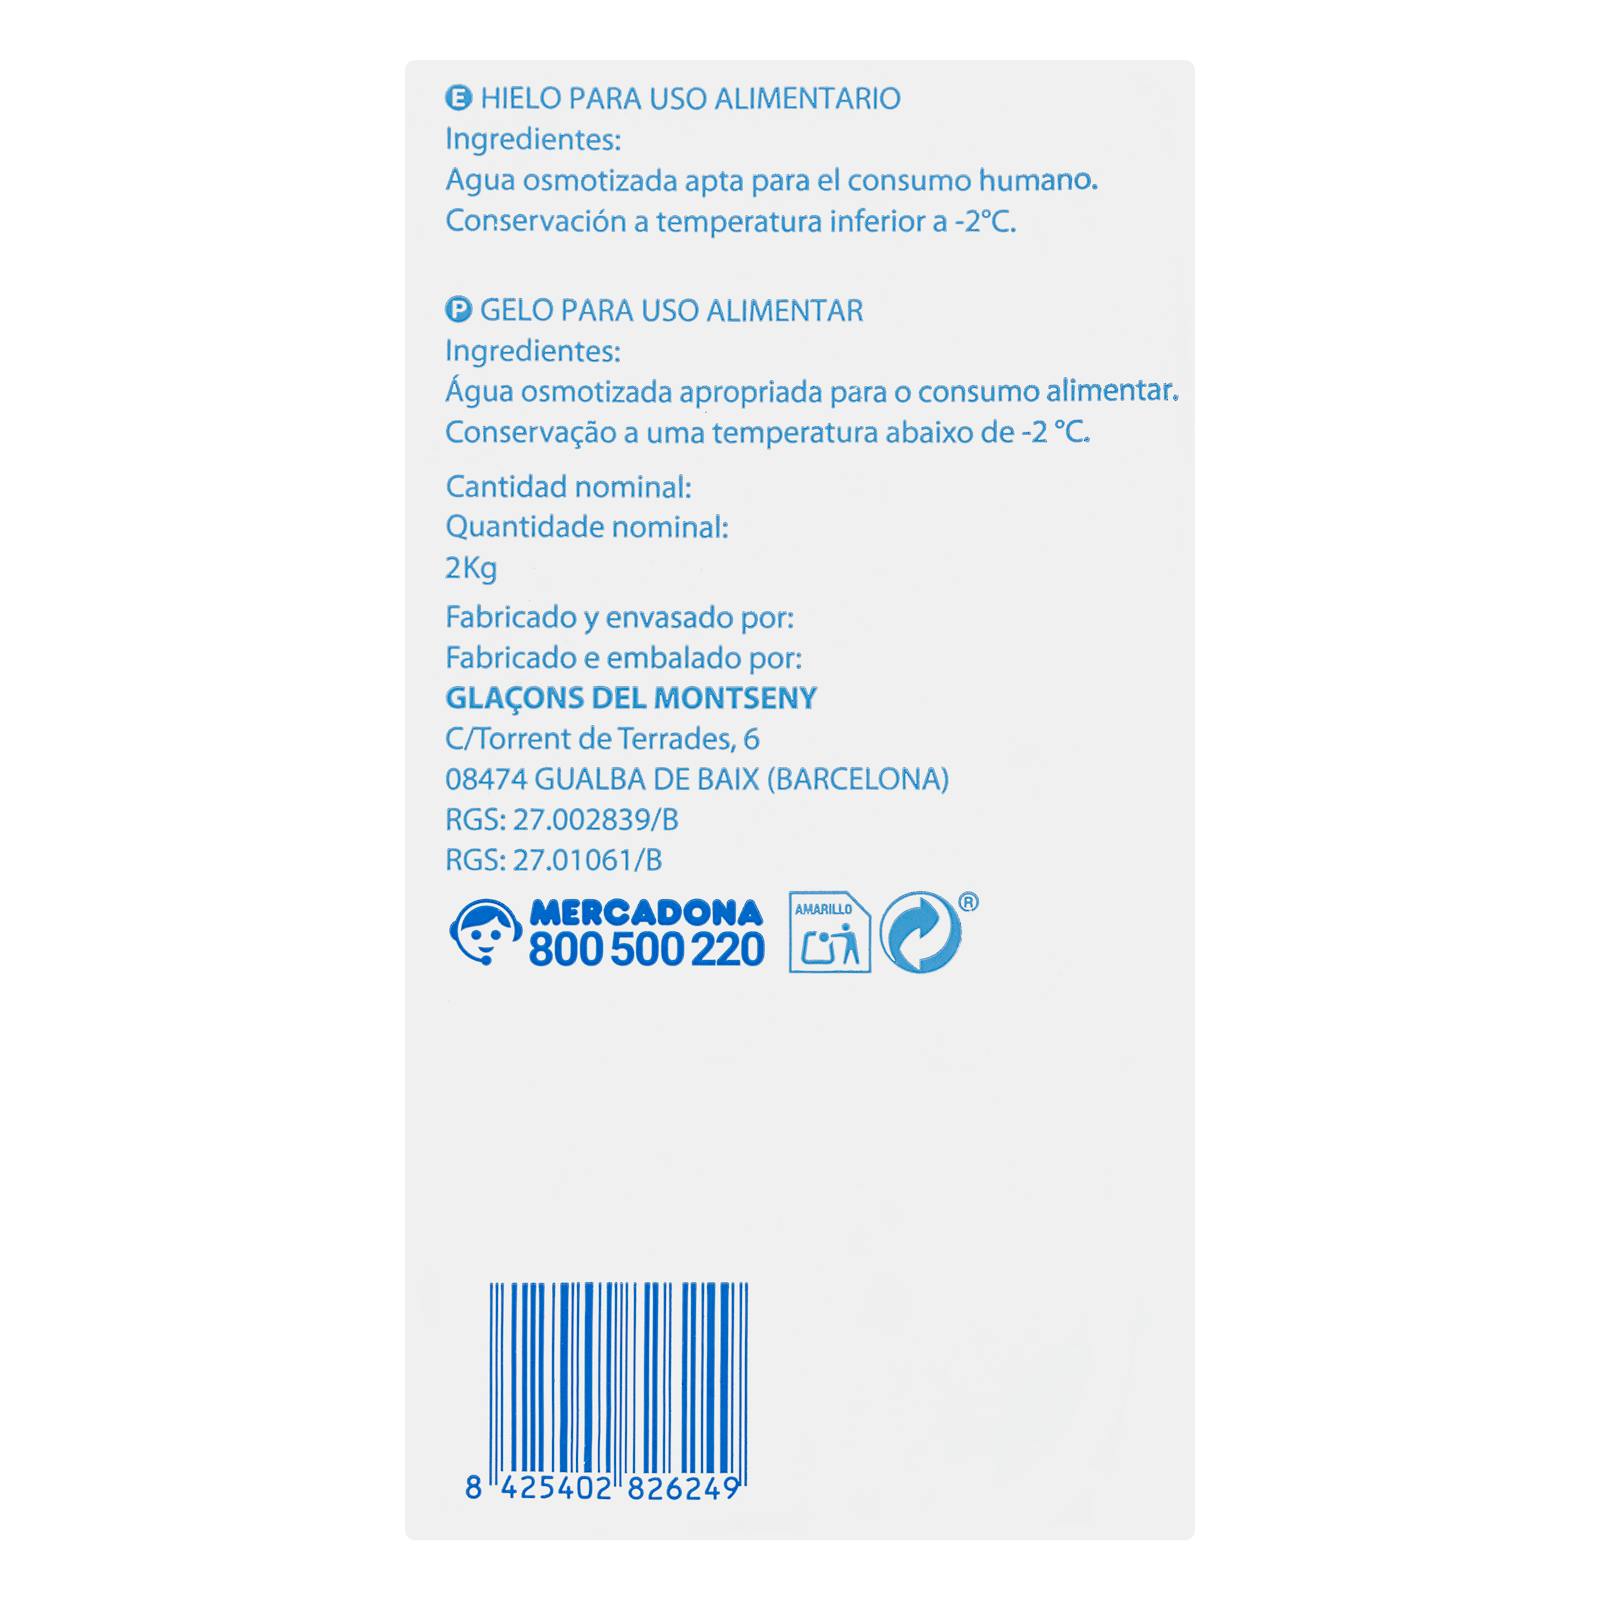 E HIELO PARA USO ALIMENTARIO
Ingredientes:
Agua osmotizada apta para el consumo humano.
Conservación a temperatura inferior a -2°C.
P GELO PARA USO ALIMENTAR
Ingredientes:
Água osmotizada apropriada para o consumo alimentar.
Conservação a uma temperatura abaixo de -2 °C.
Cantidad nominal:
Quantidade nominal:
2Kg
Fabricado y envasado por:
Fabricado e embalado por:
GLAÇONS DEL MONTSENY
C/Torrent de Terrades, 6
08474 GUALBA DE BAIX (BARCELONA)
RGS: 27.002839/B
RGS: 27.01061/B
MERCADONA
800 500 220
AMARILLO
®
8 425402 826249